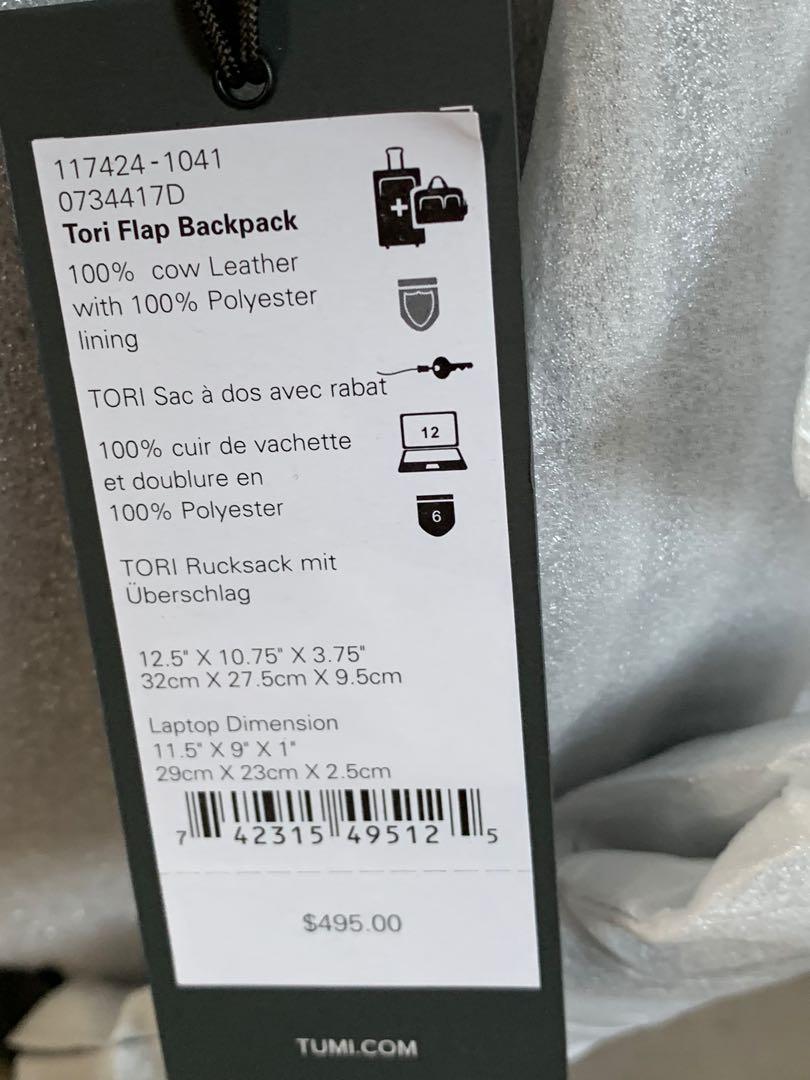 117424-1041
0734417D
Tori Flap Backpack
100% cow Leather
with 100% Polyester
lining
TORI Sac à dos avec rabat
12
100% cuir de vachette
et doublure en
100% Polyester
6
TORI Rucksack mit
Überschlag
12.5" X 10.75" X 3.75"
32cm X 27.5cm X 9.5cm
Laptop Dimension
11.5" X 9" X 1"
29cm X 23cm X 2.5cm
7 42315 49512 5
$495.00
TUMI.COM